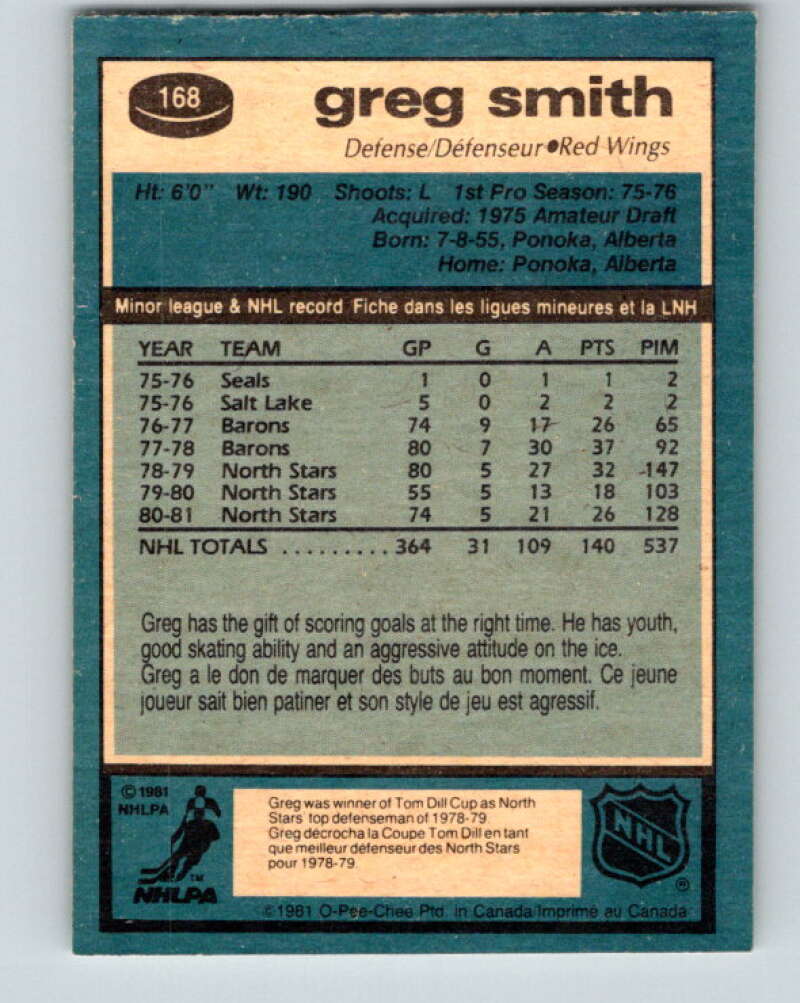 168
greg smith
Defense/Défenseur●Red Wings
Ht: 6'0" Wt: 190 Shoots: L 1st Pro Season: 75-76
Acquired: 1975 Amateur Draft
Born: 7-8-55, Ponoka, Alberta
Home: Ponoka, Alberta
Minor league & NHL record Fiche dans les ligues mineures et la LNH
YEAR TEAM GP G A PTS PIM
75-76 Seals 1 0 1 1 2
75-76 Salt Lake 5 0 2 2 2
76-77 Barons 74 9 17 26 65
77-78 Barons 80 7 30 37 92
78-79 North Stars 80 5 27 32 147
79-80 North Stars 55 5 13 18 103
80-81 North Stars 74 5 21 26 128
NHL TOTALS ......... 364 31 109 140 537
Greg has the gift of scoring goals at the right time. He has youth,
good skating ability and an aggressive attitude on the ice.
Greg a le don de marquer des buts au bon moment. Ce jeune
joueur sait bien patiner et son style de jeu est agressif.
© 1981
NHLPA
TM
NHLPA
Greg was winner of Tom Dill Cup as North
Stars' top defenseman of 1978-79.
Greg décrocha la Coupe Tom Dill en tant
que meilleur défenseur des North Stars
pour 1978-79.
NHL
®
© 1981 O-Pee-Chee Ptd. in Canada/Imprimé au Canada